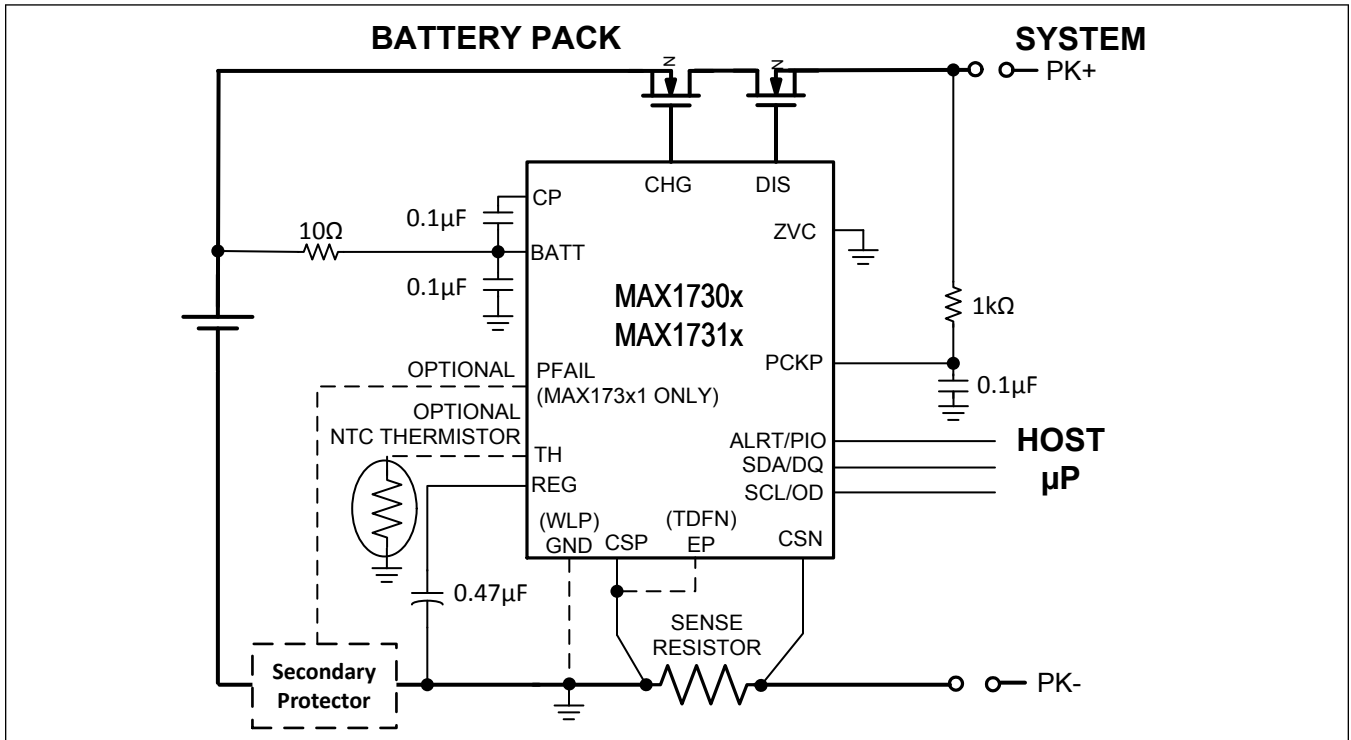 BATTERY PACK
SYSTEM
N
N
PK+
CHG
DIS
CP
0.1µF
ZVC
10Ω
BATT
0.1µF
MAX1730x
MAX1731x
1kΩ
PCKP
OPTIONAL
PFAIL
(MAX173x1 ONLY)
0.1µF
OPTIONAL
NTC THERMISTOR
TH
ALRT/PIO
HOST
µP
SDA/DQ
SCL/OD
REG
(WLP)
GND
CSP
(TDFN)
EP
CSN
0.47µF
SENSE
RESISTOR
Secondary
Protector
PK-